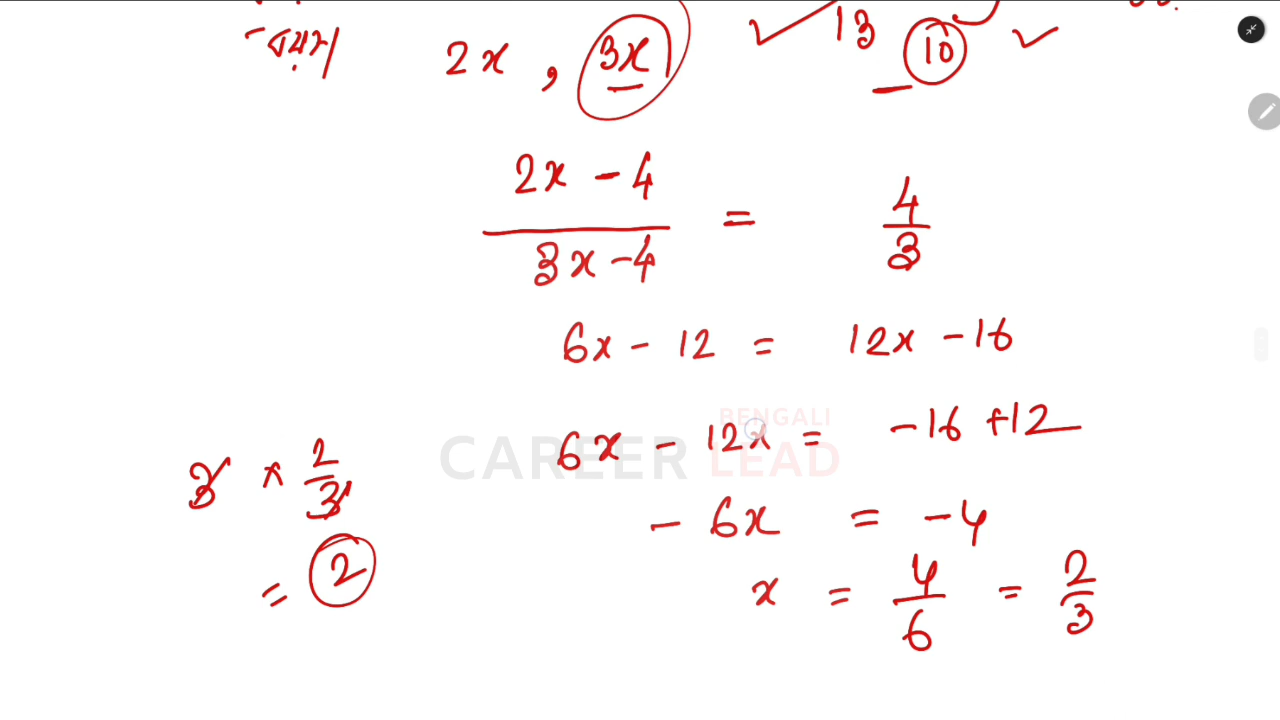 বয়স 2x , 3x 13 10
2x - 4
3x - 4
=
4
3
6x - 12 = 12x - 16
6x - 12x = -16 + 12
- 6x = -4
x = 4/6 = 2/3
3 × 2/3
= 2
BENGALI
CAREER LEAD